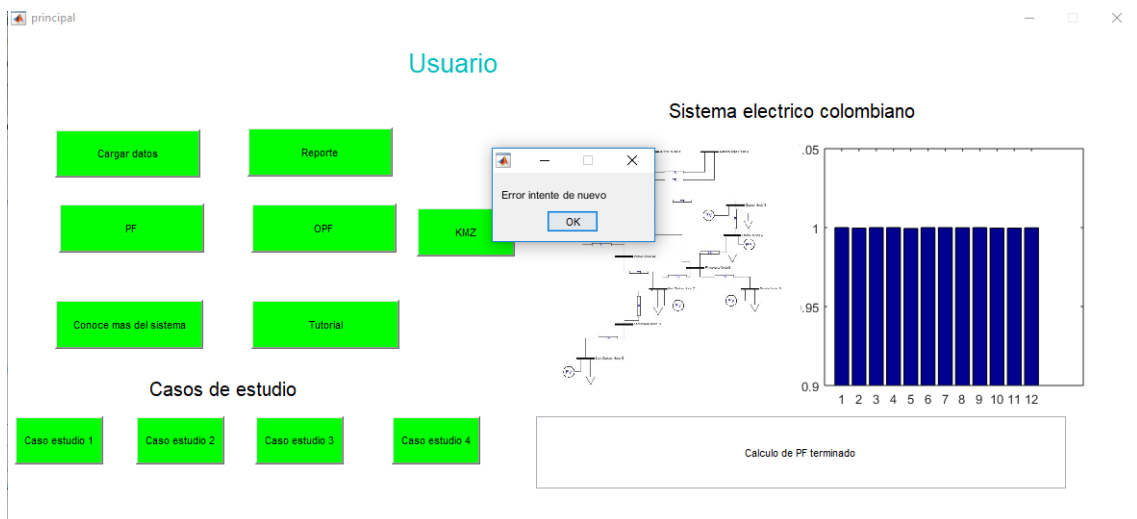 principal
Usuario
Sistema electrico colombiano
Cargar datos
Reporte
Error intente de nuevo
OK
PF
OPF
KMZ
Conoce mas del sistema
Tutorial
Casos de estudio
Caso estudio 1
Caso estudio 2
Caso estudio 3
Caso estudio 4
.05
1
.95
0.9
1 2 3 4 5 6 7 8 9 10 11 12
Calculo de PF terminado